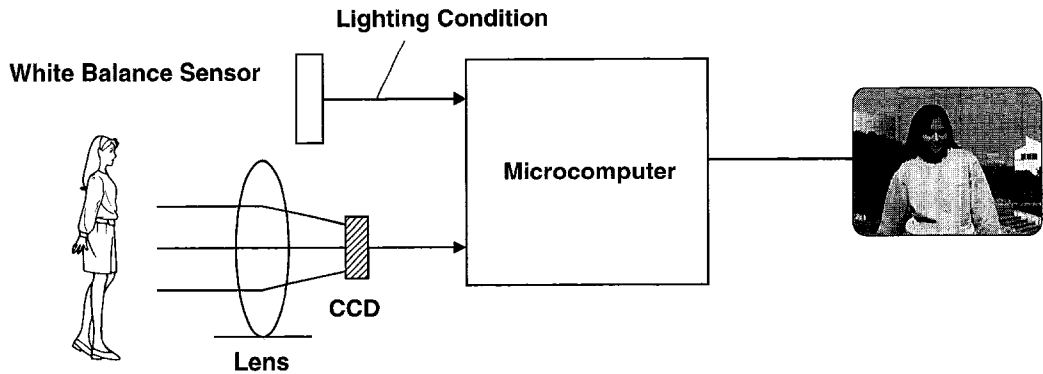 Lighting Condition
White Balance Sensor
Microcomputer
CCD
Lens